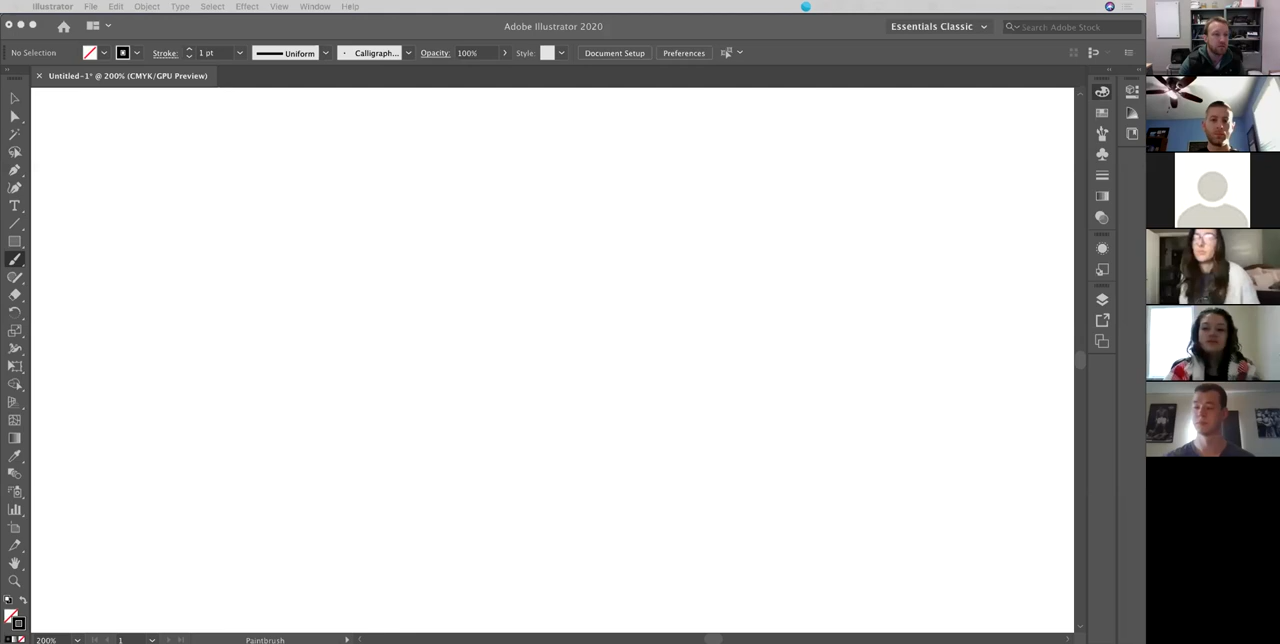 Illustrator File Edit Object Type Select Effect View Window Help
Adobe Illustrator 2020
Essentials Classic
Search Adobe Stock
No Selection
Stroke:
1 pt
Uniform
Calligraph...
Opacity:
100%
Style:
Document Setup
Preferences
Untitled-1* @ 200% (CMYK/GPU Preview)
200%
1
Paintbrush